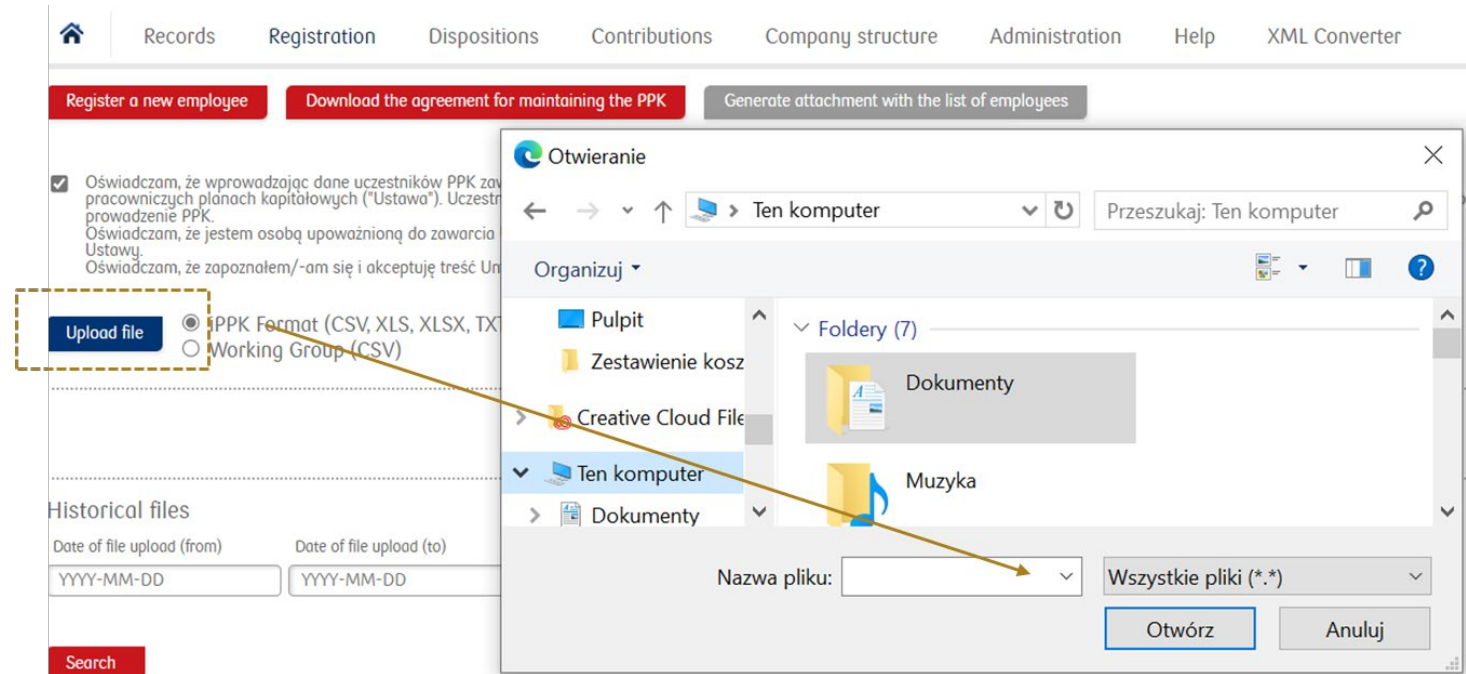 Records Registration Dispositions Contributions Company structure Administration Help XML Converter
Register a new employee Download the agreement for maintaining the PPK Generate attachment with the list of employees
Oświadczam, że wprowadzając dane uczestników PPK
pracowniczych planach kapitałowych ("Ustawa").
prowadzenie PPK.
Oświadczam, że jestem osobą upoważnioną do zawarcia
Ustawy.
Oświadczam, że zapoznałem/-am się i akceptuję treść
Upload file
iPPK Format (CSV, XLS, XLSX,
Working Group (CSV)
Historical files
Date of file upload (from) Date of file upload (to)
YYYY-MM-DD YYYY-MM-DD
Search
Otwieranie
Ten komputer
Przeszukaj: Ten komputer
Organizuj
Pulpit
Zestawienie kosz
Creative Cloud File
Ten komputer
Dokumenty
Foldery (7)
Dokumenty
Muzyka
Nazwa pliku: Wszystkie pliki (*.*)
Otwórz Anuluj